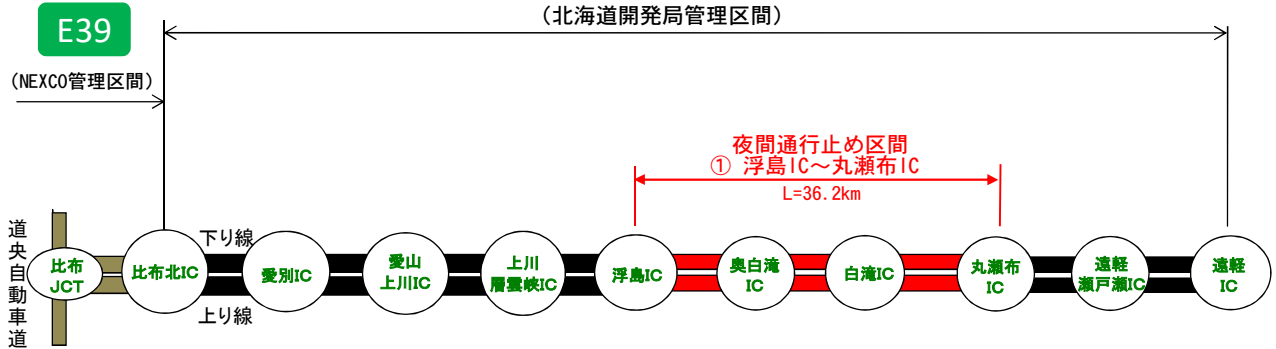 E39
(北海道開発局管理区間)
(NEXCO管理区間)
夜間通行止め区間
① 浮島IC～丸瀬布IC
L=36.2km
道央自動車道
下り線
比布
JCT
比布北IC
愛別IC
愛山
上川IC
上川
層雲峡IC
浮島IC
奥白滝
IC
白滝IC
丸瀬布
IC
遠軽
瀬戸瀬IC
遠軽
IC
上り線